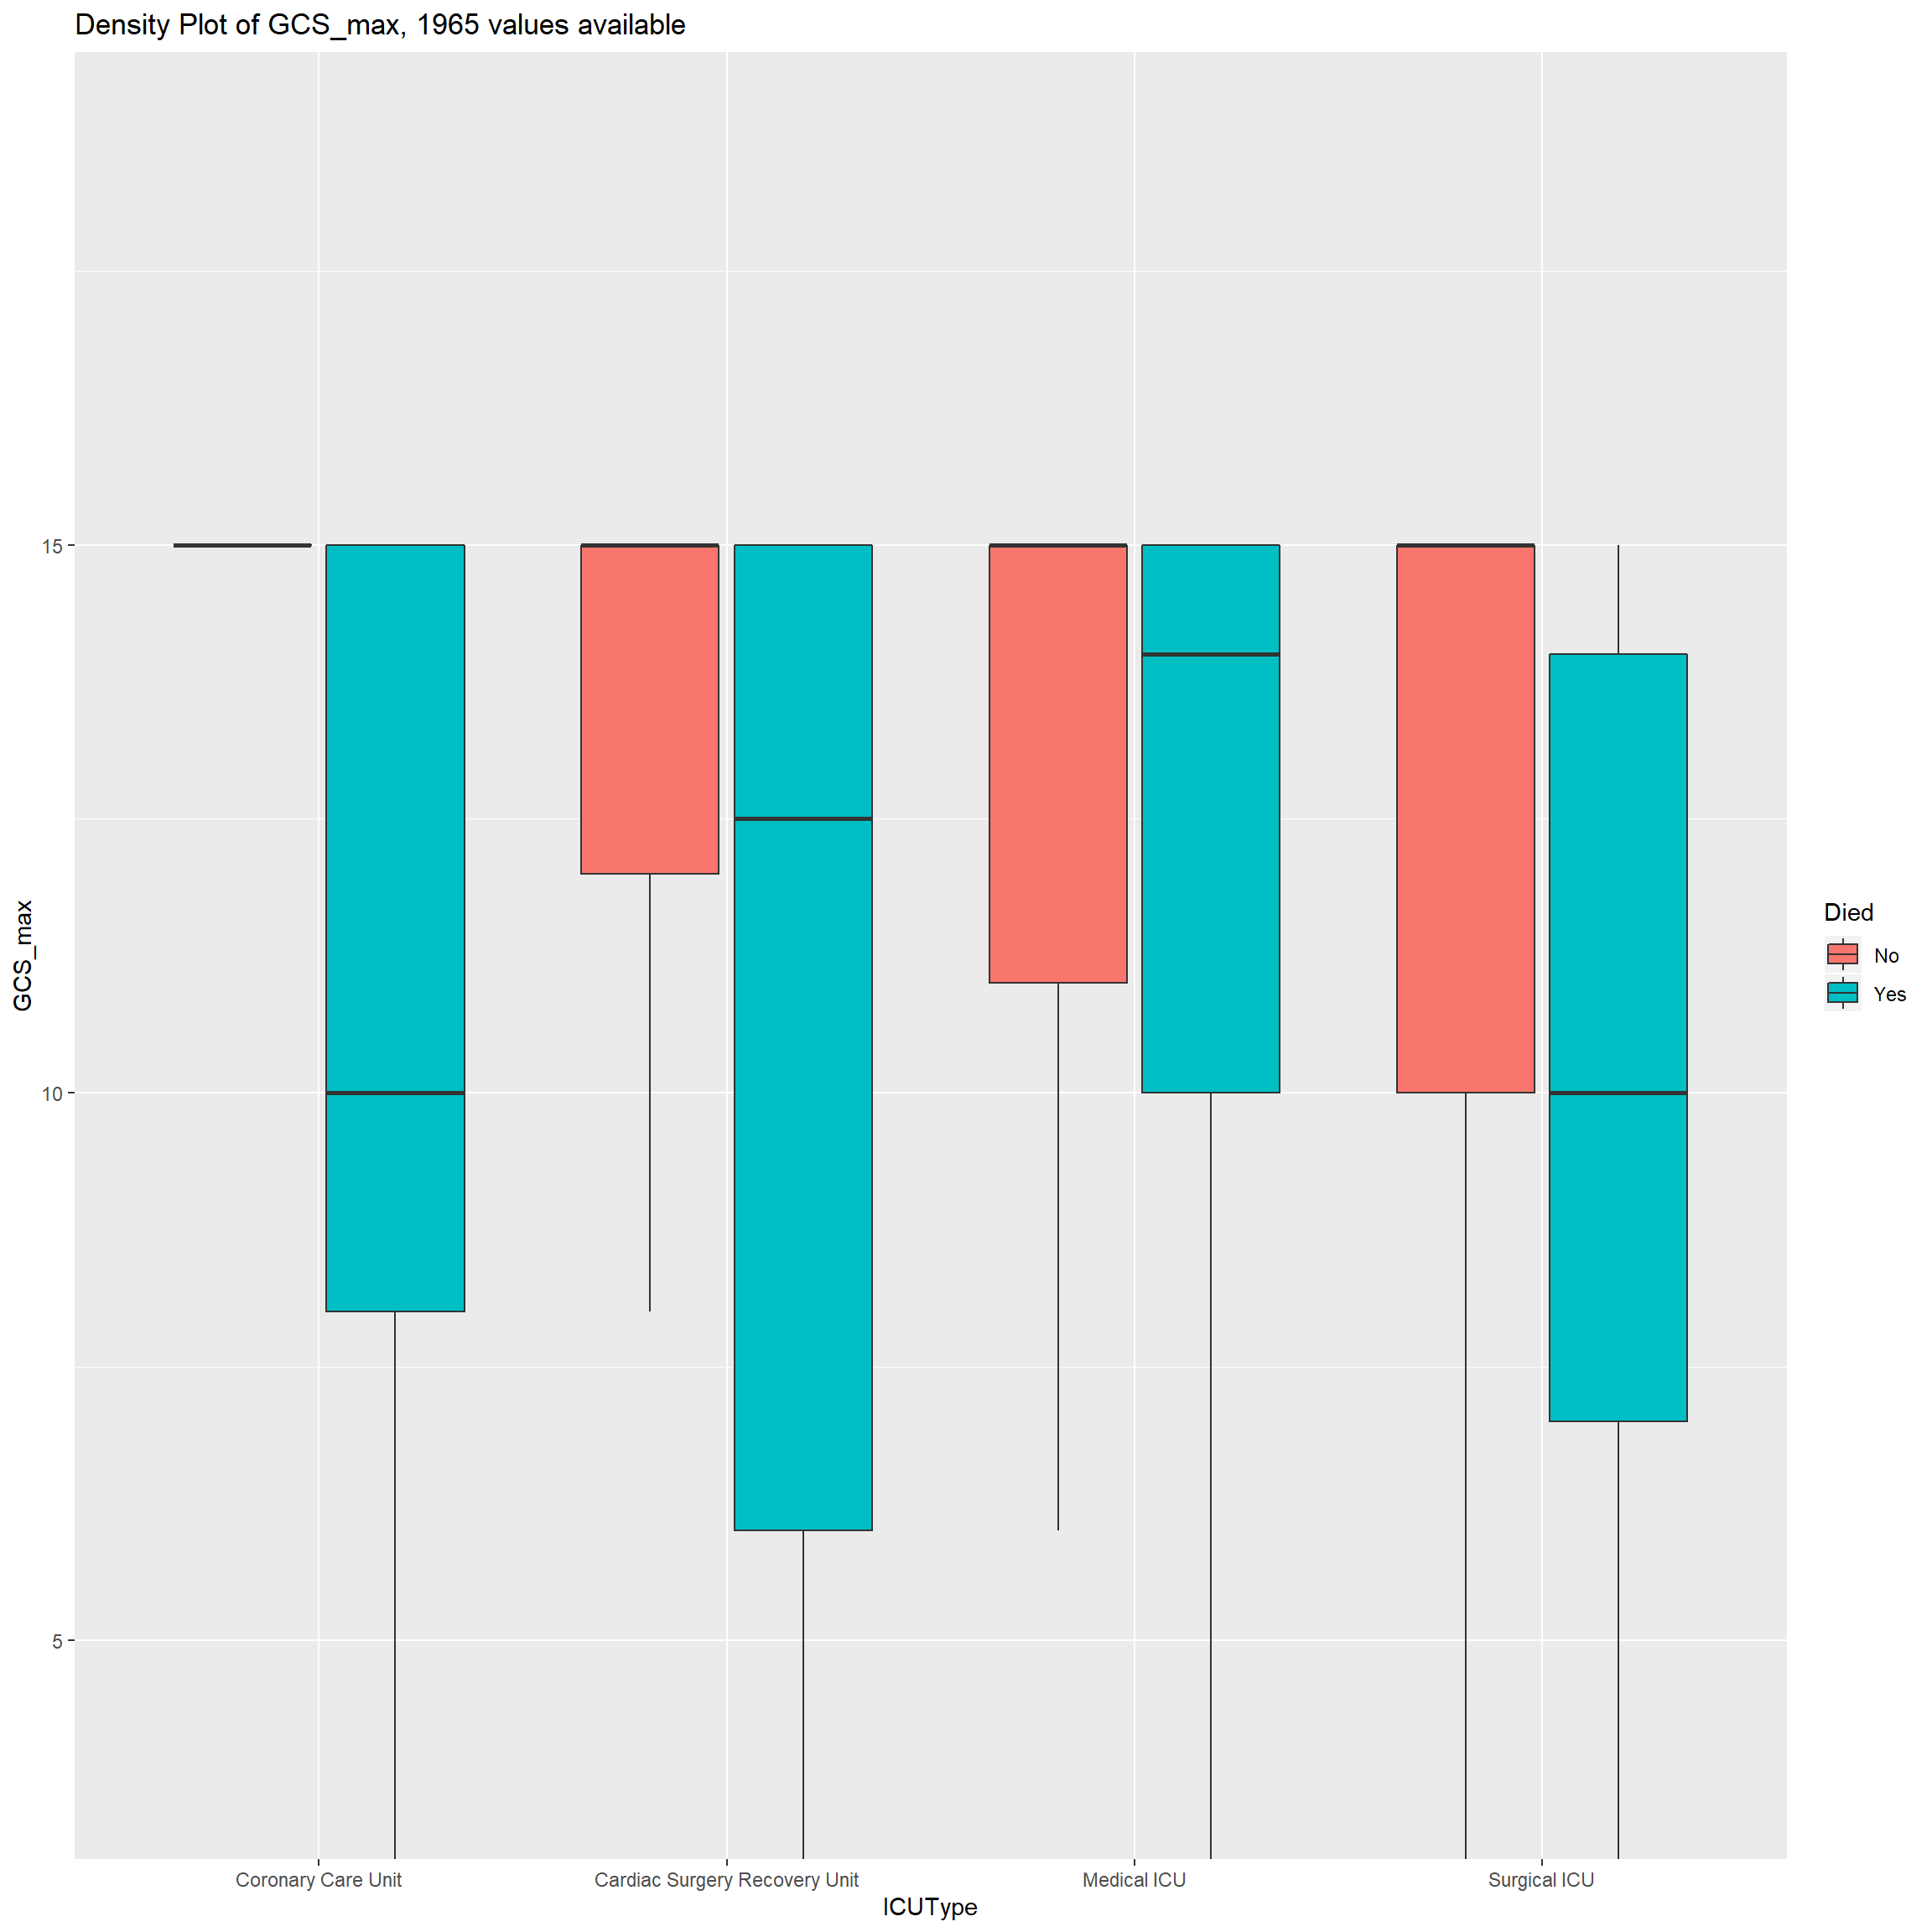 Density Plot of GCS_max, 1965 values available
GCS_max
15
10
5
Coronary Care Unit
Cardiac Surgery Recovery Unit
Medical ICU
Surgical ICU
ICUType
Died
No
Yes